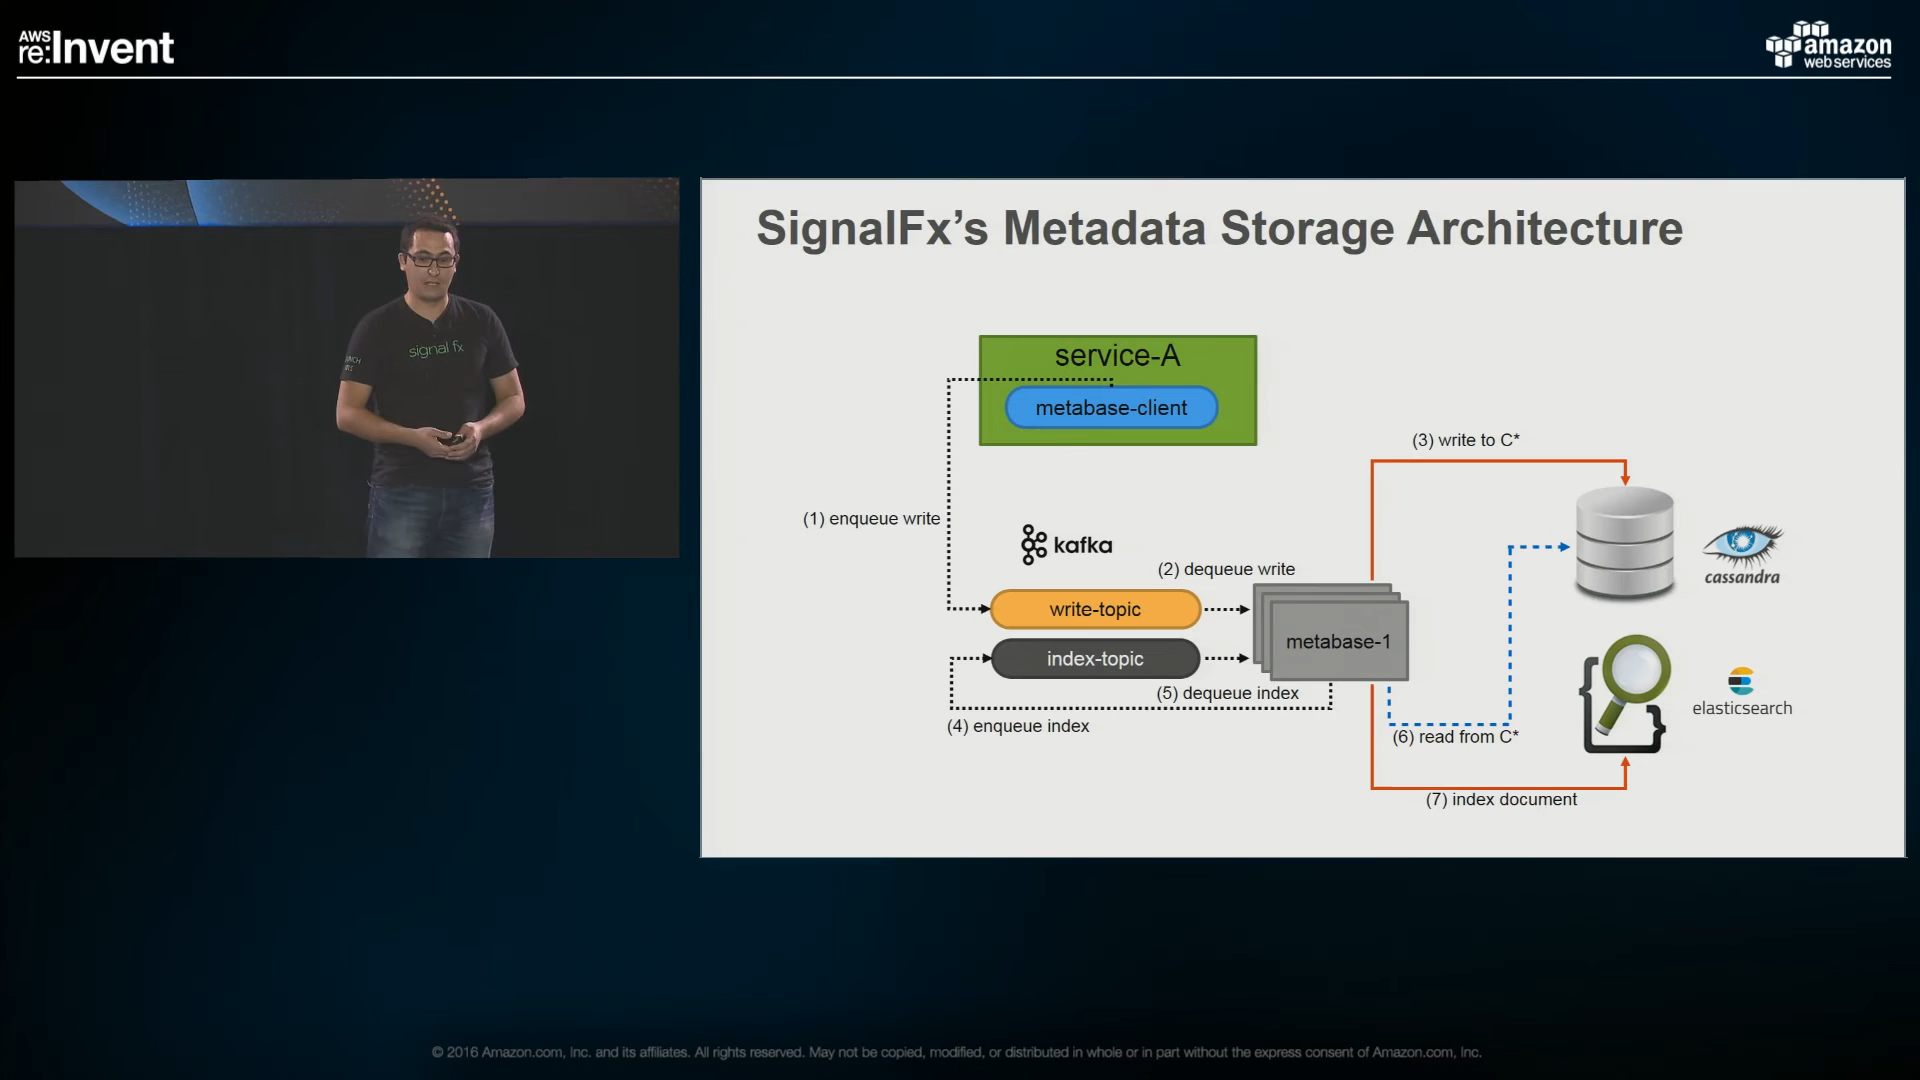 AWS
re:Invent
amazon
web services
signal fx
SignalFx’s Metadata Storage Architecture
service-A
metabase-client
(3) write to C*
(1) enqueue write
kafka
(2) dequeue write
cassandra
write-topic
metabase-1
index-topic
(5) dequeue index
elasticsearch
(4) enqueue index
(6) read from C*
(7) index document
© 2016 Amazon.com, Inc. and its affiliates. All rights reserved. May not be copied, modified, or distributed in whole or in part without the express consent of Amazon.com, Inc.